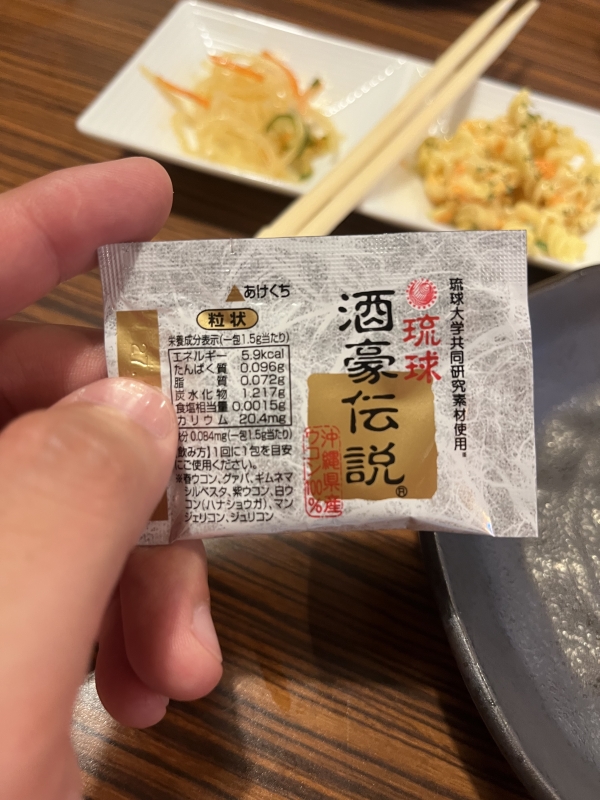 琉球大学共同研究素材使用※
琉球
酒豪伝説®
沖縄県産
ウコン100%
あけくち
粒状
栄養成分表示(一包1.5g当たり)
エネルギー 5.9kcal
たんぱく質 0.096g
脂質 0.072g
炭水化物 1.217g
食塩相当量 0.0015g
カリウム 20.4mg
分 0.084mg(一包1.5g当たり)
飲み方】1回に1包を目安
にご使用ください。
※春ウコン、グァバ、ギムネマ
シルベスタ、紫ウコン、白ウ
コン(ハナショウガ)、マン
ジェリコン、ジュリコン